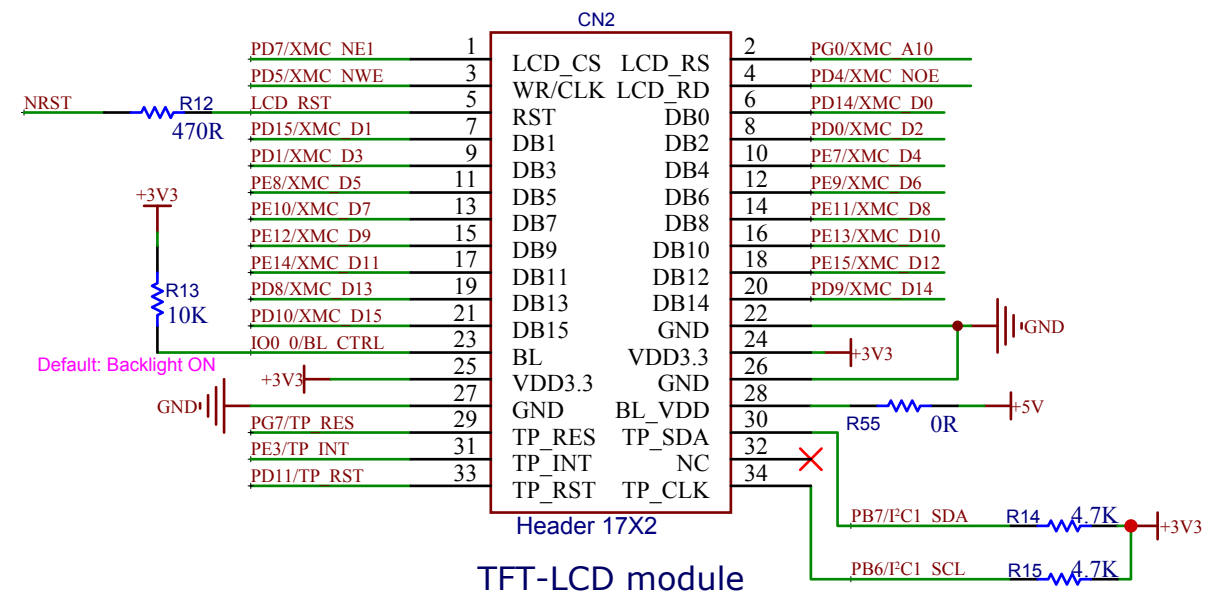 CN2
PD7/XMC_NE1 1 LCD_CS LCD_RS 2 PG0/XMC_A10
PD5/XMC_NWE 3 WR/CLK LCD_RD 4 PD4/XMC_NOE
NRST R12 470R LCD_RST 5 RST DB0 6 PD14/XMC_D0
PD15/XMC_D1 7 DB1 DB2 8 PD0/XMC_D2
PD1/XMC_D3 9 DB3 DB4 10 PE7/XMC_D4
PE8/XMC_D5 11 DB5 DB6 12 PE9/XMC_D6
PE10/XMC_D7 13 DB7 DB8 14 PE11/XMC_D8
PE12/XMC_D9 15 DB9 DB10 16 PE13/XMC_D10
PE14/XMC_D11 17 DB11 DB12 18 PE15/XMC_D12
PD8/XMC_D13 19 DB13 DB14 20 PD9/XMC_D14
PD10/XMC_D15 21 DB15 GND 22 GND
+3V3 R13 10K
IO0_0/BL_CTRL 23 BL VDD3.3 24 +3V3
Default: Backlight ON
+3V3 25 VDD3.3 GND 26
GND 27 GND BL_VDD 28 R55 0R +5V
PG7/TP_RES 29 TP_RES TP_SDA 30
PE3/TP_INT 31 TP_INT NC 32
PD11/TP_RST 33 TP_RST TP_CLK 34
PB7/I²C1_SDA R14 4.7K +3V3
Header 17X2
PB6/I²C1_SCL R15 4.7K
TFT-LCD module